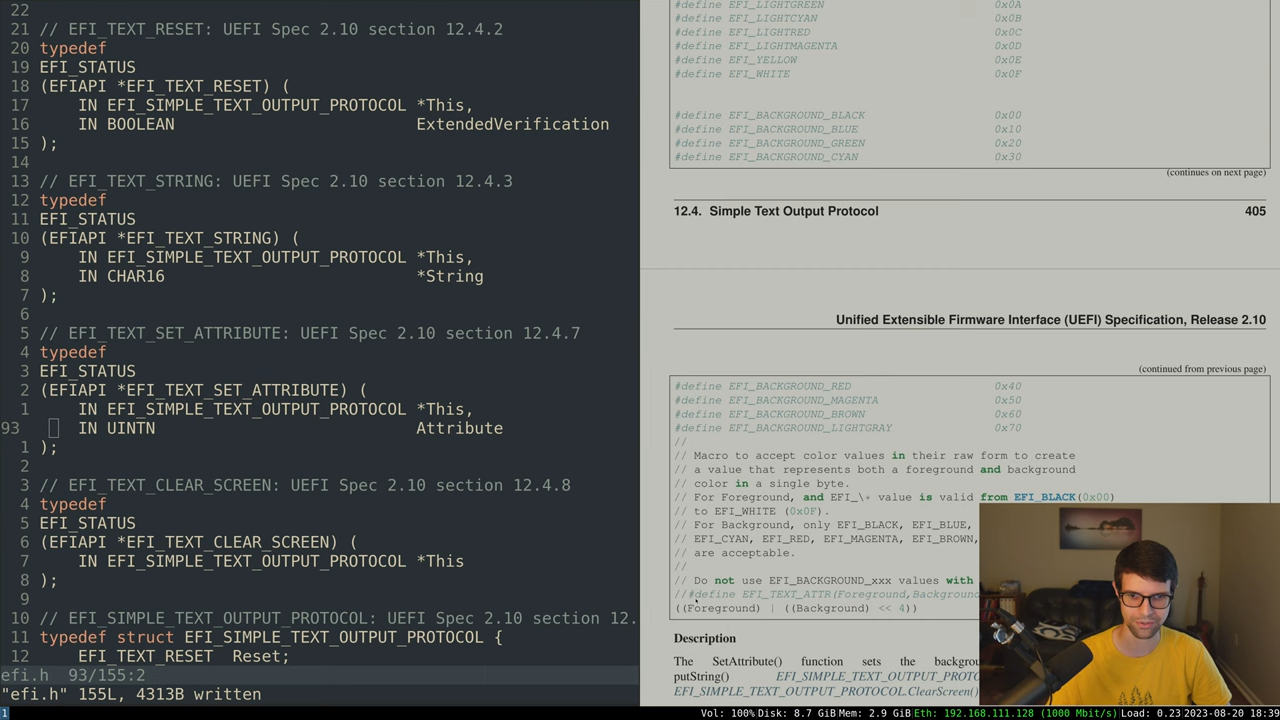 22
21 // EFI_TEXT_RESET: UEFI Spec 2.10 section 12.4.2
20 typedef
19 EFI_STATUS
18 (EFIAPI *EFI_TEXT_RESET) (
17     IN EFI_SIMPLE_TEXT_OUTPUT_PROTOCOL *This,
16     IN BOOLEAN                         ExtendedVerification
15 );
14
13 // EFI_TEXT_STRING: UEFI Spec 2.10 section 12.4.3
12 typedef
11 EFI_STATUS
10 (EFIAPI *EFI_TEXT_STRING) (
9     IN EFI_SIMPLE_TEXT_OUTPUT_PROTOCOL *This,
8     IN CHAR16                          *String
7 );
6
5 // EFI_TEXT_SET_ATTRIBUTE: UEFI Spec 2.10 section 12.4.7
4 typedef
3 EFI_STATUS
2 (EFIAPI *EFI_TEXT_SET_ATTRIBUTE) (
1     IN EFI_SIMPLE_TEXT_OUTPUT_PROTOCOL *This,
93     IN UINTN                           Attribute
1 );
2
3 // EFI_TEXT_CLEAR_SCREEN: UEFI Spec 2.10 section 12.4.8
4 typedef
5 EFI_STATUS
6 (EFIAPI *EFI_TEXT_CLEAR_SCREEN) (
7     IN EFI_SIMPLE_TEXT_OUTPUT_PROTOCOL *This
8 );
9
10 // EFI_SIMPLE_TEXT_OUTPUT_PROTOCOL: UEFI Spec 2.10 section 12.
11 typedef struct EFI_SIMPLE_TEXT_OUTPUT_PROTOCOL {
12     EFI_TEXT_RESET  Reset;
efi.h  93/155:2
"efi.h" 155L, 4313B written
#define EFI_LIGHTGREEN 0x0A
#define EFI_LIGHTCYAN 0x0B
#define EFI_LIGHTRED 0x0C
#define EFI_LIGHTMAGENTA 0x0D
#define EFI_YELLOW 0x0E
#define EFI_WHITE 0x0F
#define EFI_BACKGROUND_BLACK 0x00
#define EFI_BACKGROUND_BLUE 0x10
#define EFI_BACKGROUND_GREEN 0x20
#define EFI_BACKGROUND_CYAN 0x30
(continues on next page)
12.4. Simple Text Output Protocol 405
Unified Extensible Firmware Interface (UEFI) Specification, Release 2.10
(continued from previous page)
#define EFI_BACKGROUND_RED 0x40
#define EFI_BACKGROUND_MAGENTA 0x50
#define EFI_BACKGROUND_BROWN 0x60
#define EFI_BACKGROUND_LIGHTGRAY 0x70
//
// Macro to accept color values in their raw form to create
// a value that represents both a foreground and background
// color in a single byte.
// For Foreground, and EFI_\+ value is valid from EFI_BLACK(0x00)
// to EFI_WHITE (0x0F).
// For Background, only EFI_BLACK, EFI_BLUE,
// EFI_CYAN, EFI_RED, EFI_MAGENTA, EFI_BROWN,
// are acceptable.
//
// Do not use EFI_BACKGROUND_xxx values with
//#define EFI_TEXT_ATTR(Foreground,Background
((Foreground) | ((Background) << 4))
Description
The SetAttribute() function sets the
putString()
EFI_SIMPLE_TEXT_OUTPUT_PROTOCOL.ClearScreen()
1 Vol: 100% Disk: 8.7 GiB Mem: 2.9 GiB Eth: 192.168.111.128 (1000 Mbit/s) Load: 0.23 2023-08-20 18:39